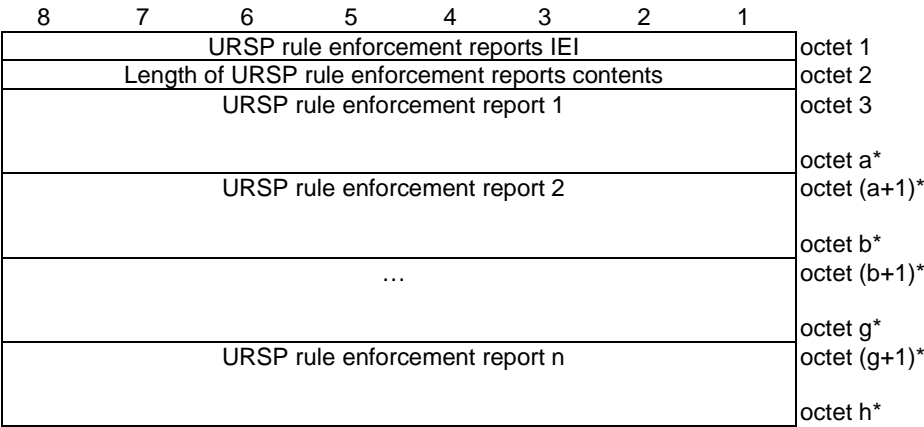 8 7 6 5 4 3 2 1
URSP rule enforcement reports IEI octet 1
Length of URSP rule enforcement reports contents octet 2
URSP rule enforcement report 1 octet 3
octet a*
URSP rule enforcement report 2 octet (a+1)*
octet b*
… octet (b+1)*
octet g*
URSP rule enforcement report n octet (g+1)*
octet h*